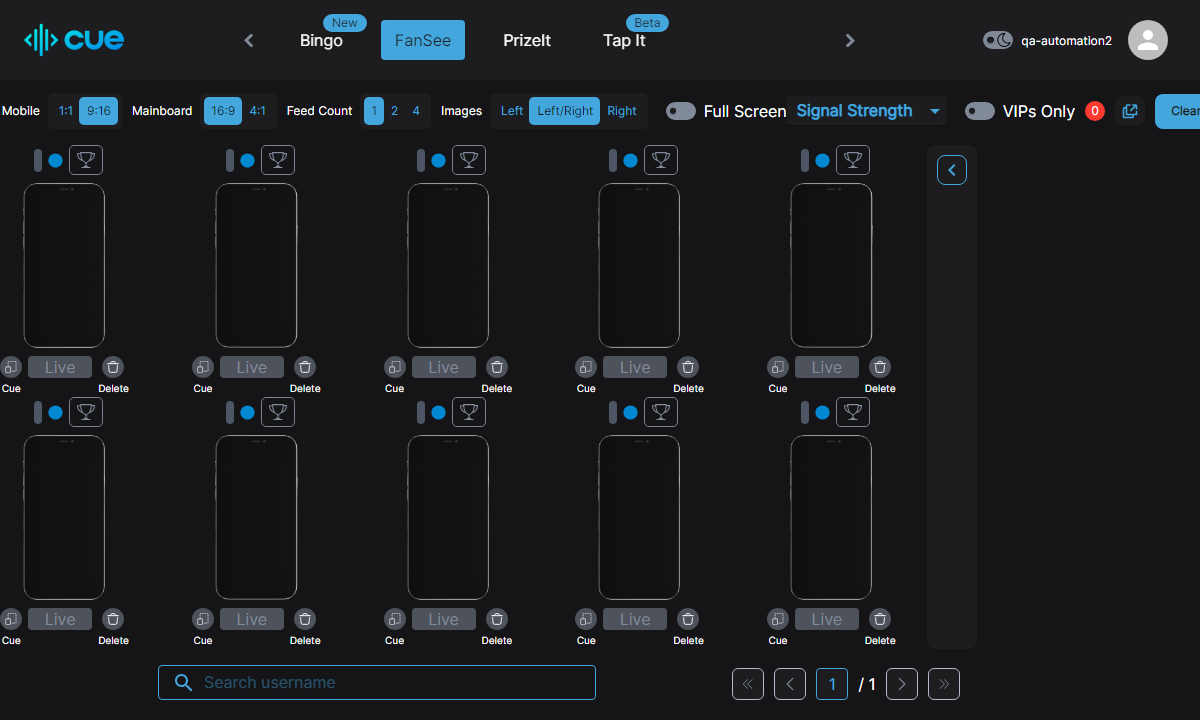 cue
New
Bingo
FanSee
PrizeIt
Beta
Tap It
qa-automation2
Mobile 1:1 9:16 Mainboard 16:9 4:1 Feed Count 1 2 4 Images Left Left/Right Right Full Screen Signal Strength VIPs Only 0 Clear
Live Live Live Live Live
Cue Delete Cue Delete Cue Delete Cue Delete Cue Delete
Live Live Live Live Live
Cue Delete Cue Delete Cue Delete Cue Delete Cue Delete
Search username
1 / 1